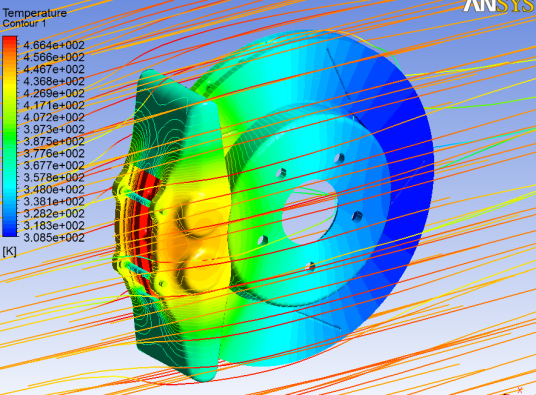 ANSYS
Temperature
Contour 1
4.664e+002
4.566e+002
4.467e+002
4.368e+002
4.269e+002
4.171e+002
4.072e+002
3.973e+002
3.875e+002
3.776e+002
3.677e+002
3.578e+002
3.480e+002
3.381e+002
3.282e+002
3.183e+002
3.085e+002
[K]
x